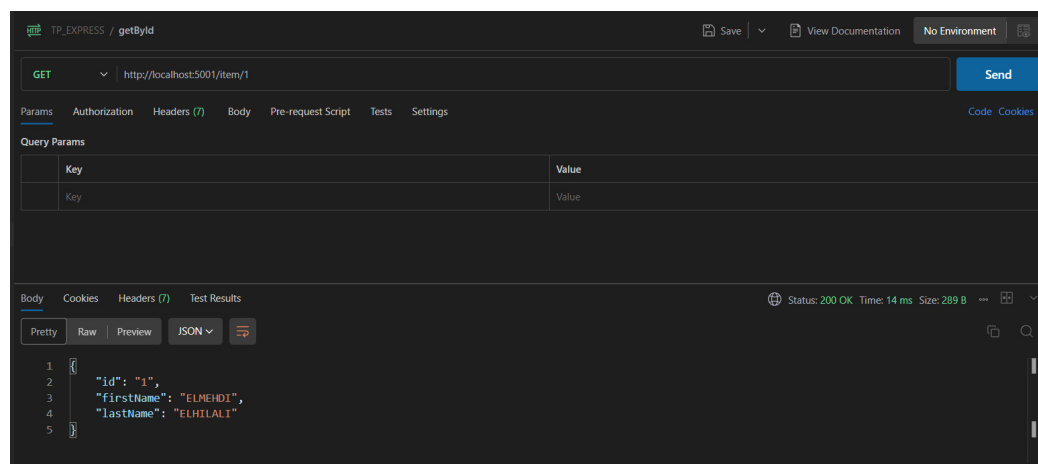 HTTP TP_EXPRESS / getById Save View Documentation No Environment
GET http://localhost:5001/item/1 Send
Params Authorization Headers (7) Body Pre-request Script Tests Settings Code Cookies
Query Params
Key Value
Key Value
Body Cookies Headers (7) Test Results Status: 200 OK Time: 14 ms Size: 289 B
Pretty Raw Preview JSON
1 {
2 "id": "1",
3 "firstName": "ELMEHDI",
4 "lastName": "ELHILALI"
5 }